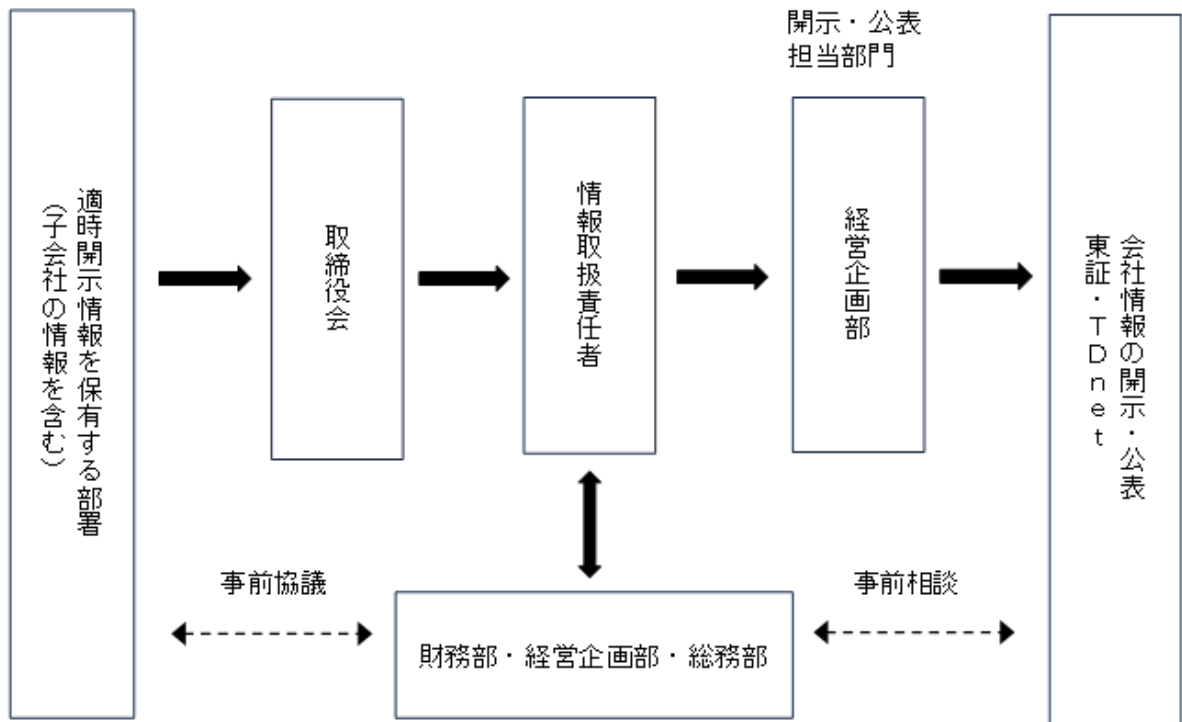 適時開示情報を保有する部署
(子会社の情報を含む)
取締役会
情報取扱責任者
開示・公表
担当部門
経営企画部
会社情報の開示・公表
東証・TDnet
事前協議
財務部・経営企画部・総務部
事前相談